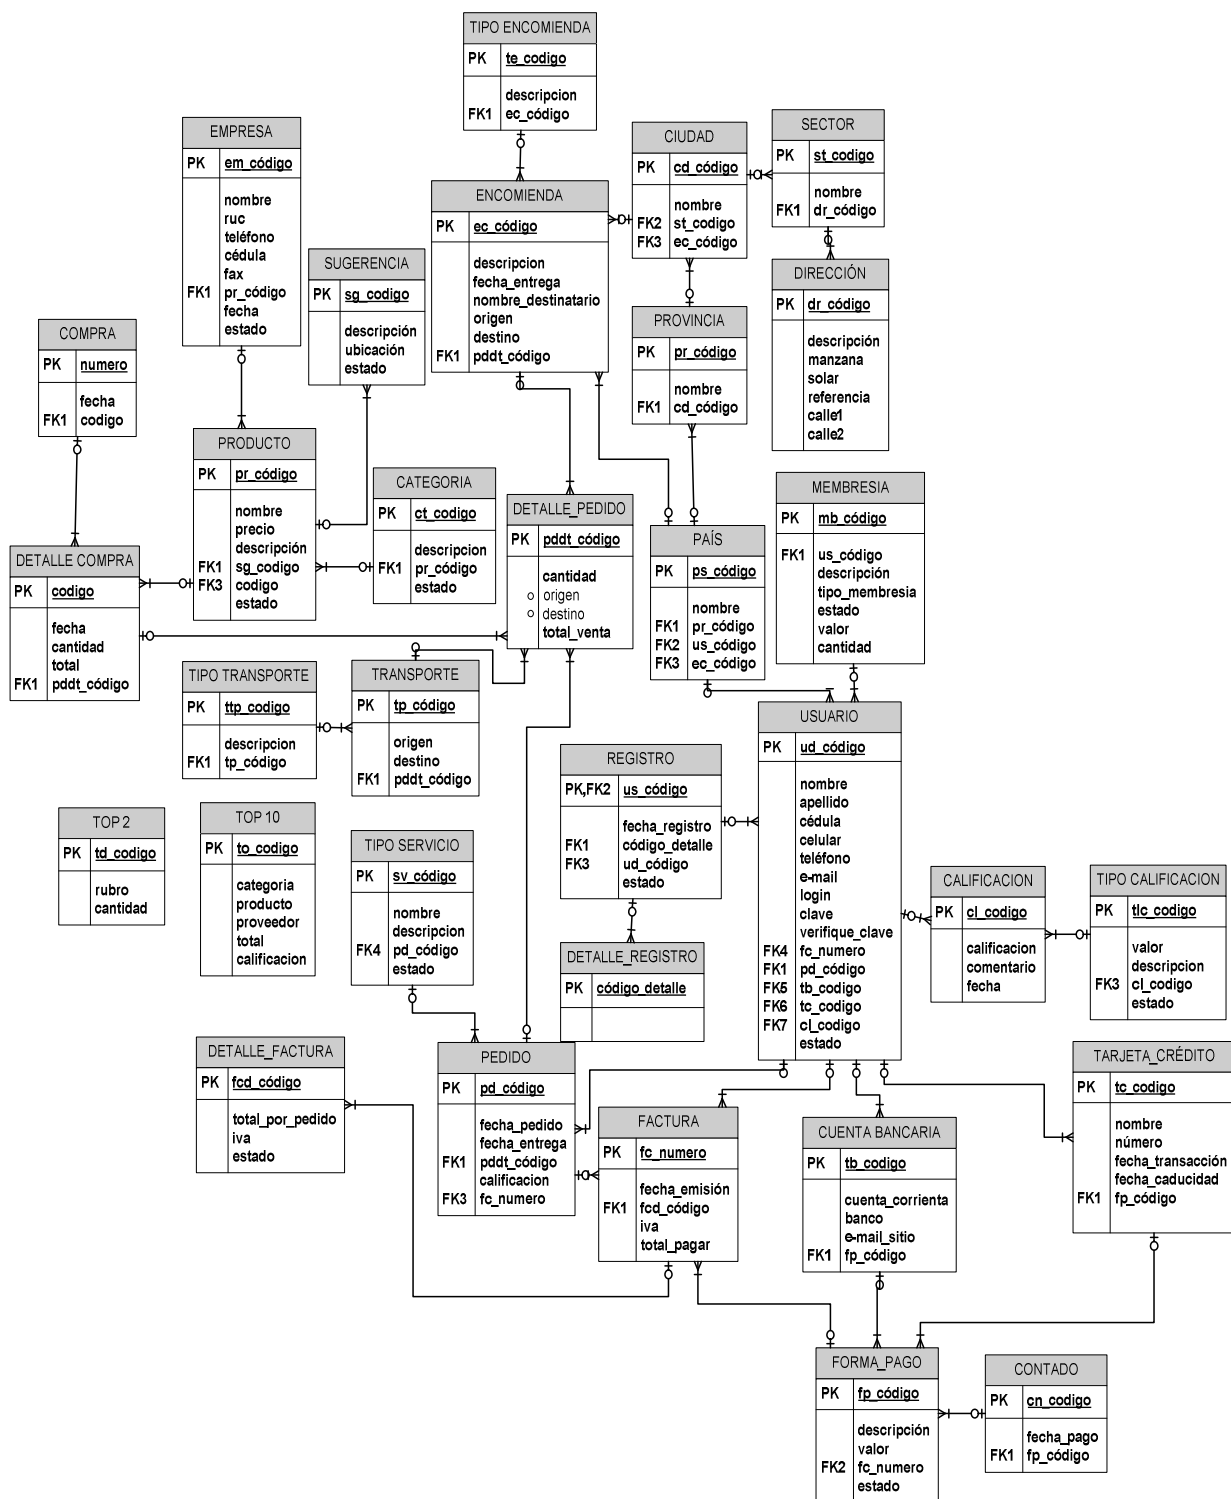 TIPO ENCOMIENDA
PK te_codigo
descripcion
FK1 ec_código
EMPRESA
PK em_código
nombre
ruc
teléfono
cédula
fax
FK1 pr_código
fecha
estado
CIUDAD
PK cd_código
nombre
FK2 st_codigo
FK3 ec_código
SECTOR
PK st_codigo
nombre
FK1 dr_código
ENCOMIENDA
PK ec_código
descripcion
fecha_entrega
nombre_destinatario
origen
destino
FK1 pddt_código
SUGERENCIA
PK sg_codigo
descripción
ubicación
estado
DIRECCIÓN
PK dr_código
descripción
manzana
solar
referencia
calle1
calle2
PROVINCIA
PK pr_código
nombre
FK1 cd_código
COMPRA
PK numero
fecha
FK1 codigo
PRODUCTO
PK pr_código
nombre
precio
descripción
FK1 sg_codigo
FK3 codigo
estado
CATEGORIA
PK ct_codigo
descripcion
FK1 pr_código
estado
DETALLE_PEDIDO
PK pddt_código
cantidad
origen
destino
total_venta
MEMBRESIA
PK mb_código
FK1 us_código
descripción
tipo_membresia
estado
valor
cantidad
PAÍS
PK ps_código
nombre
FK1 pr_código
FK2 us_código
FK3 ec_código
DETALLE COMPRA
PK codigo
fecha
cantidad
total
FK1 pddt_código
TIPO TRANSPORTE
PK ttp_codigo
descripcion
FK1 tp_código
TRANSPORTE
PK tp_código
origen
destino
FK1 pddt_código
USUARIO
PK ud_código
nombre
apellido
cédula
celular
teléfono
e-mail
login
clave
verifique_clave
FK4 fc_numero
FK1 pd_código
FK5 tb_codigo
FK6 tc_codigo
FK7 cl_codigo
estado
REGISTRO
PK,FK2 us_código
fecha_registro
FK1 código_detalle
FK3 ud_código
estado
TOP 2
PK td_codigo
rubro
cantidad
TOP 10
PK to_codigo
categoria
producto
proveedor
total
calificacion
TIPO SERVICIO
PK sv_código
nombre
descripcion
FK4 pd_código
estado
CALIFICACION
PK cl_codigo
calificacion
comentario
fecha
TIPO CALIFICACION
PK tlc_codigo
valor
descripcion
FK3 cl_codigo
estado
DETALLE_REGISTRO
PK código_detalle
DETALLE_FACTURA
PK fcd_código
total_por_pedido
iva
estado
PEDIDO
PK pd_código
fecha_pedido
fecha_entrega
FK1 pddt_código
calificacion
FK3 fc_numero
TARJETA_CRÉDITO
PK tc_codigo
nombre
número
fecha_transacción
fecha_caducidad
FK1 fp_código
FACTURA
PK fc_numero
fecha_emisión
FK1 fcd_código
iva
total_pagar
CUENTA BANCARIA
PK tb_codigo
cuenta_corrienta
banco
e-mail_sitio
FK1 fp_código
FORMA_PAGO
PK fp_código
descripción
valor
FK2 fc_numero
estado
CONTADO
PK cn_codigo
fecha_pago
FK1 fp_código